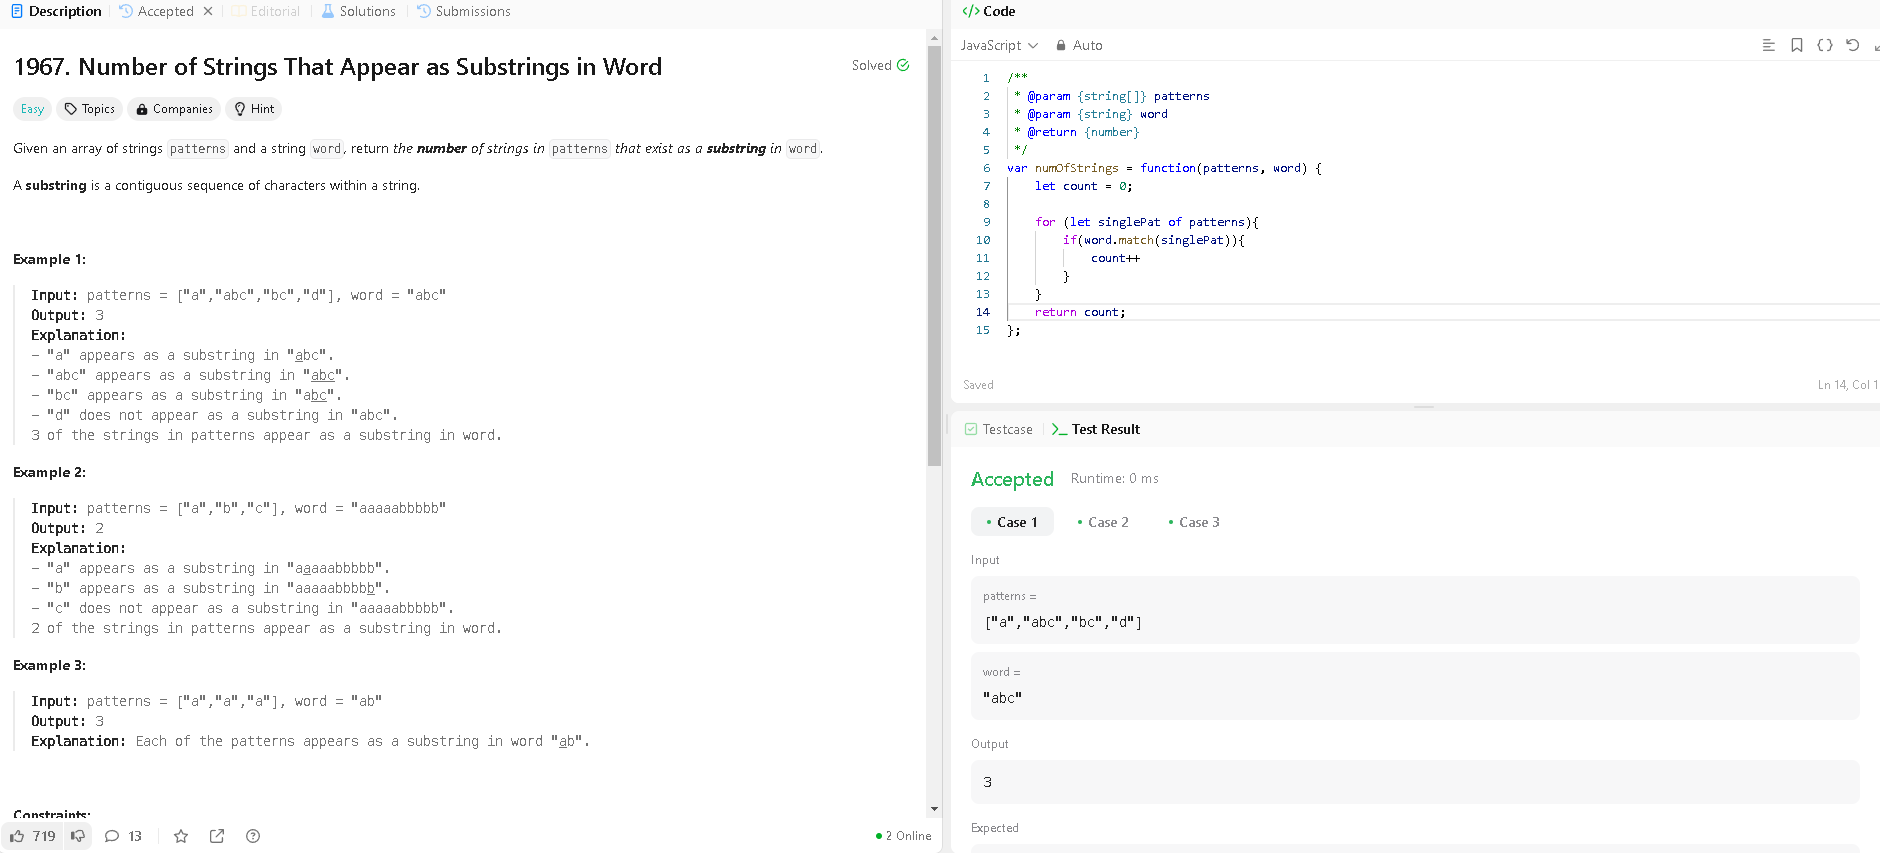 Description Accepted Editorial Solutions Submissions
1967. Number of Strings That Appear as Substrings in Word
Solved
Easy Topics Companies Hint
Given an array of strings patterns and a string word, return the number of strings in patterns that exist as a substring in word.
A substring is a contiguous sequence of characters within a string.
Example 1:
Input: patterns = ["a","abc","bc","d"], word = "abc"
Output: 3
Explanation:
- "a" appears as a substring in "abc".
- "abc" appears as a substring in "abc".
- "bc" appears as a substring in "abc".
- "d" does not appear as a substring in "abc".
3 of the strings in patterns appear as a substring in word.
Example 2:
Input: patterns = ["a","b","c"], word = "aaaaabbbbb"
Output: 2
Explanation:
- "a" appears as a substring in "aaaaabbbbb".
- "b" appears as a substring in "aaaaabbbbb".
- "c" does not appear as a substring in "aaaaabbbbb".
2 of the strings in patterns appear as a substring in word.
Example 3:
Input: patterns = ["a","a","a"], word = "ab"
Output: 3
Explanation: Each of the patterns appears as a substring in word "ab".
Constraints:
719 13
2 Online
</> Code
JavaScript Auto
1 /**
2 * @param {string[]} patterns
3 * @param {string} word
4 * @return {number}
5 */
6 var numOfStrings = function(patterns, word) {
7 let count = 0;
8
9 for (let singlePat of patterns){
10 if(word.match(singlePat)){
11 count++
12 }
13 }
14 return count;
15 };
Saved
Ln 14, Col 1
Testcase Test Result
Accepted Runtime: 0 ms
Case 1 Case 2 Case 3
Input
patterns =
["a","abc","bc","d"]
word =
"abc"
Output
3
Expected